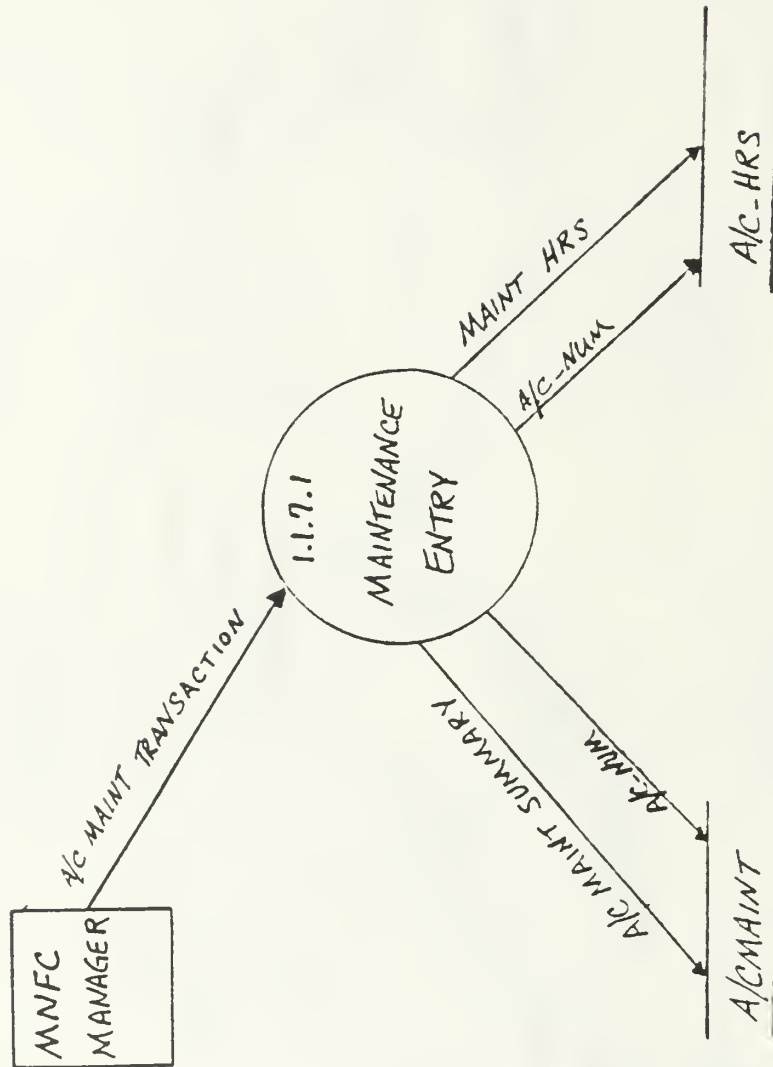 MNFC
MANAGER
A/C MAINT TRANSACTION
1.1.7.1
MAINTENANCE
ENTRY
A/C MAINT SUMMARY
A/C-NUM
A/C-NUM
MAINT HRS
A/CMAINT
A/C-HRS